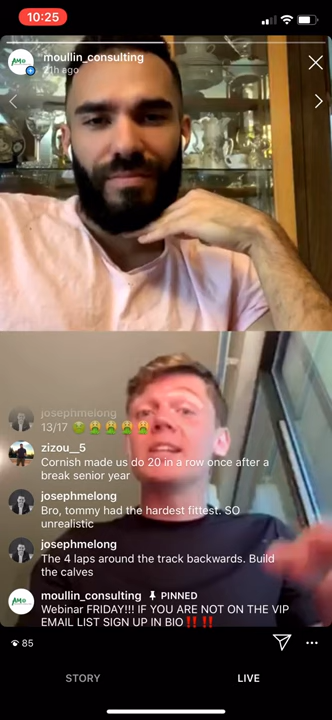 10:25
AMO
moullin_consulting
21h ago
josephmelong
13/17 🤢🤮🤮🤮🤮
zizou__5
Cornish made us do 20 in a row once after a
break senior year
josephmelong
Bro, tommy had the hardest fittest. SO
unrealistic
josephmelong
The 4 laps around the track backwards. Build
the calves
AMO
moullin_consulting PINNED
Webinar FRIDAY!!! IF YOU ARE NOT ON THE VIP
EMAIL LIST SIGN UP IN BIO‼️‼️
85
STORY
LIVE